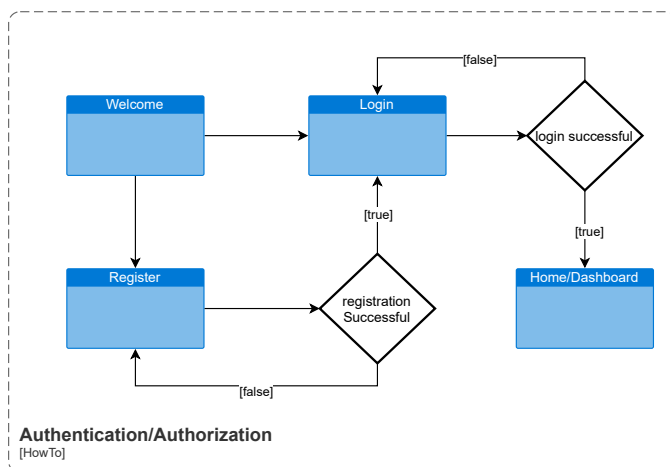 [false]
Welcome
Login
login successful
[true]
[true]
Register
Home/Dashboard
registration
Successful
[false]
Authentication/Authorization
[HowTo]